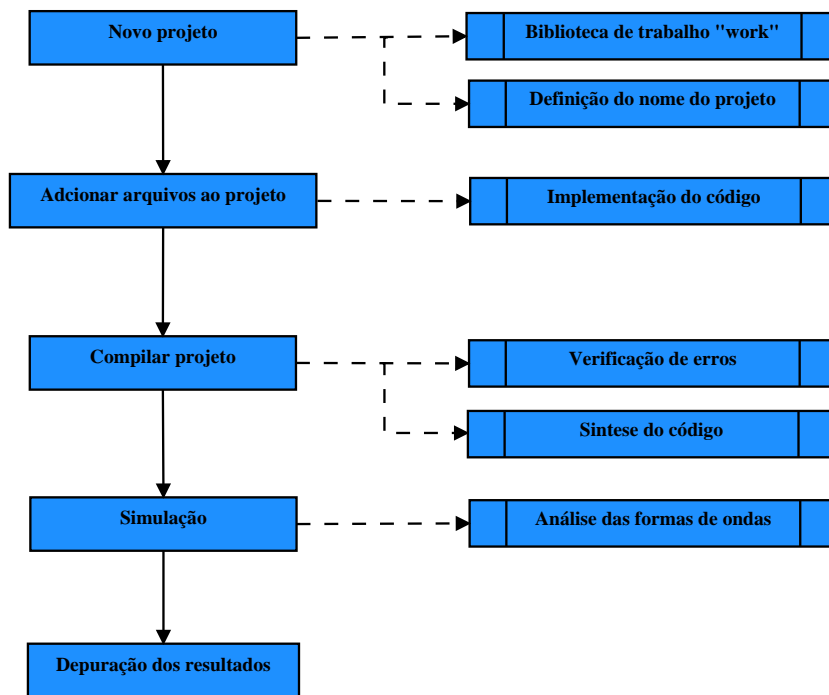 Novo projeto
Biblioteca de trabalho "work"
Definição do nome do projeto
Adcionar arquivos ao projeto
Implementação do código
Compilar projeto
Verificação de erros
Sintese do código
Simulação
Análise das formas de ondas
Depuração dos resultados